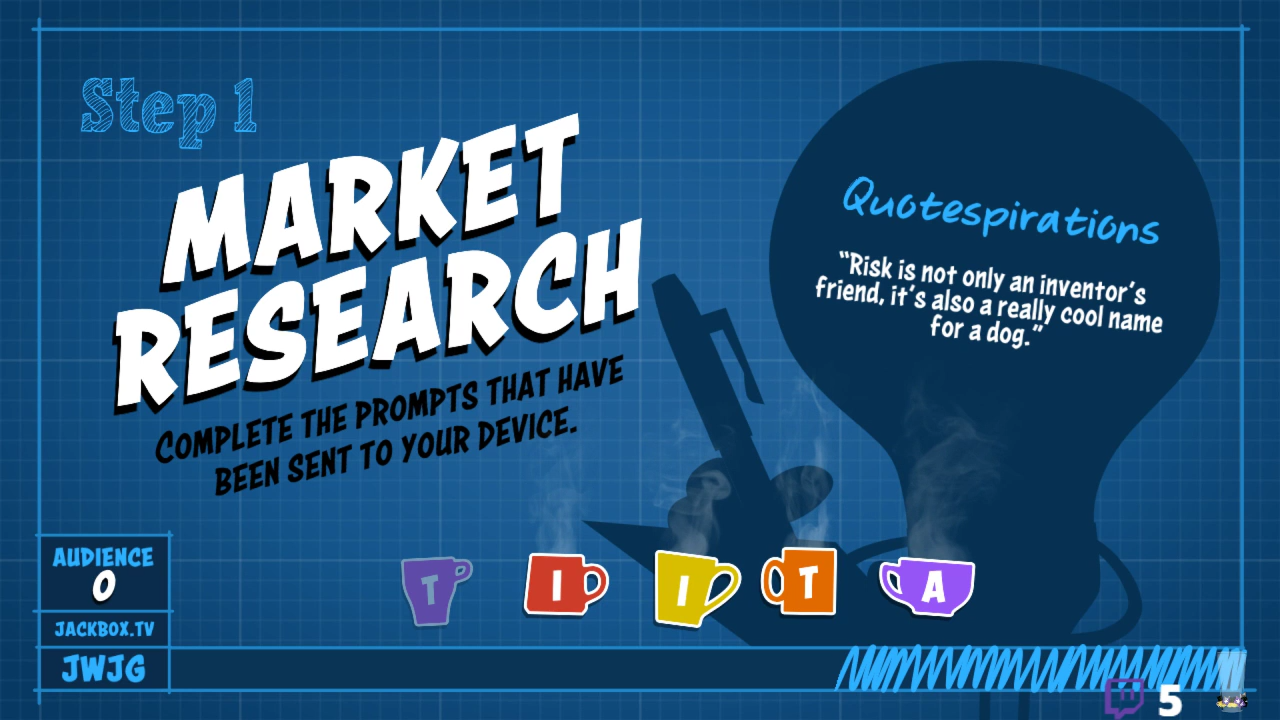 Step 1
MARKET
RESEARCH
COMPLETE THE PROMPTS THAT HAVE
BEEN SENT TO YOUR DEVICE.
Quotespirations
“Risk is not only an inventor’s
friend, it’s also a really cool name
for a dog.”
T I I T A
AUDIENCE
0
JACKBOX.TV
JWJG
5